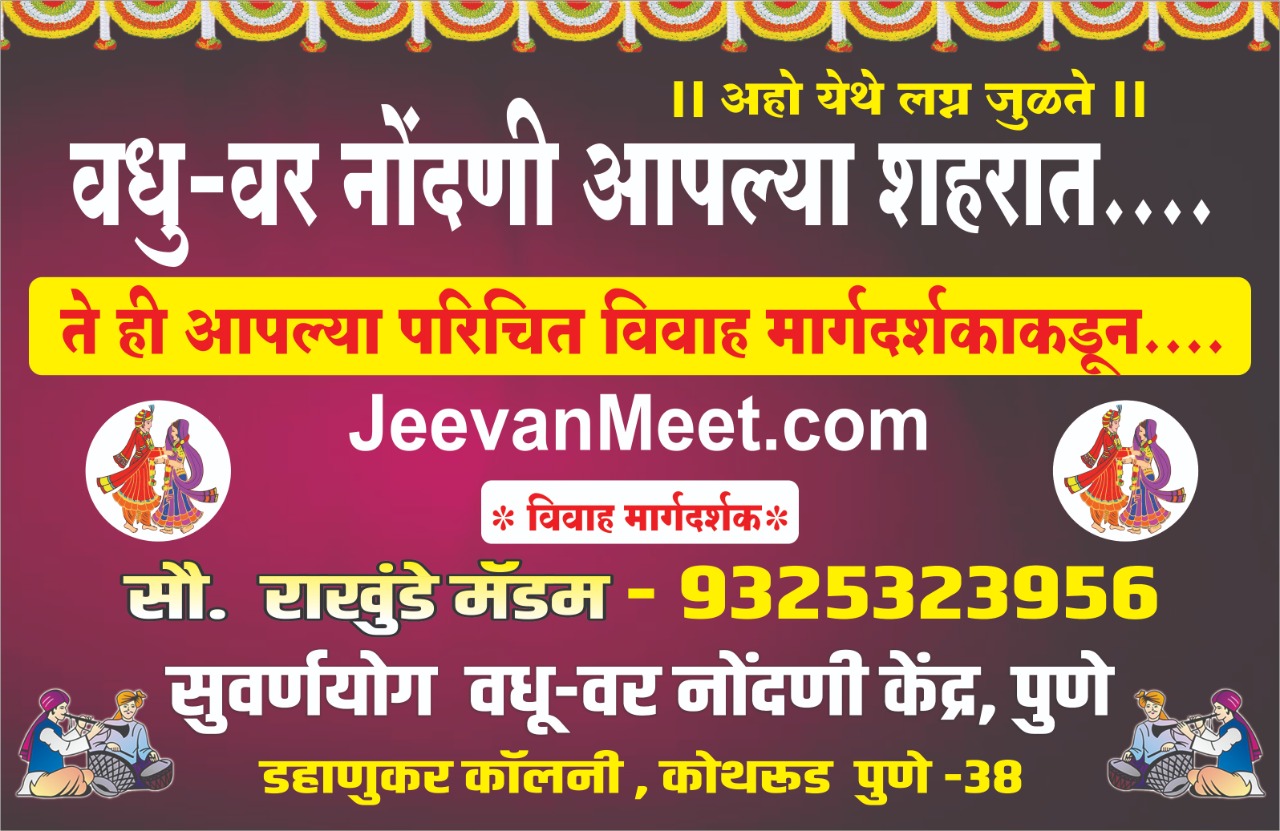 ॥ अहो येथे लग्न जुळते ॥
वधु-वर नोंदणी आपल्या शहरात....
ते ही आपल्या परिचित विवाह मार्गदर्शकाकडून....
JeevanMeet.com
* विवाह मार्गदर्शक*
सौ. राखुंडे मॅडम - 9325323956
सुवर्णयोग वधू-वर नोंदणी केंद्र, पुणे
डहाणुकर कॉलनी , कोथरूड पुणे -38